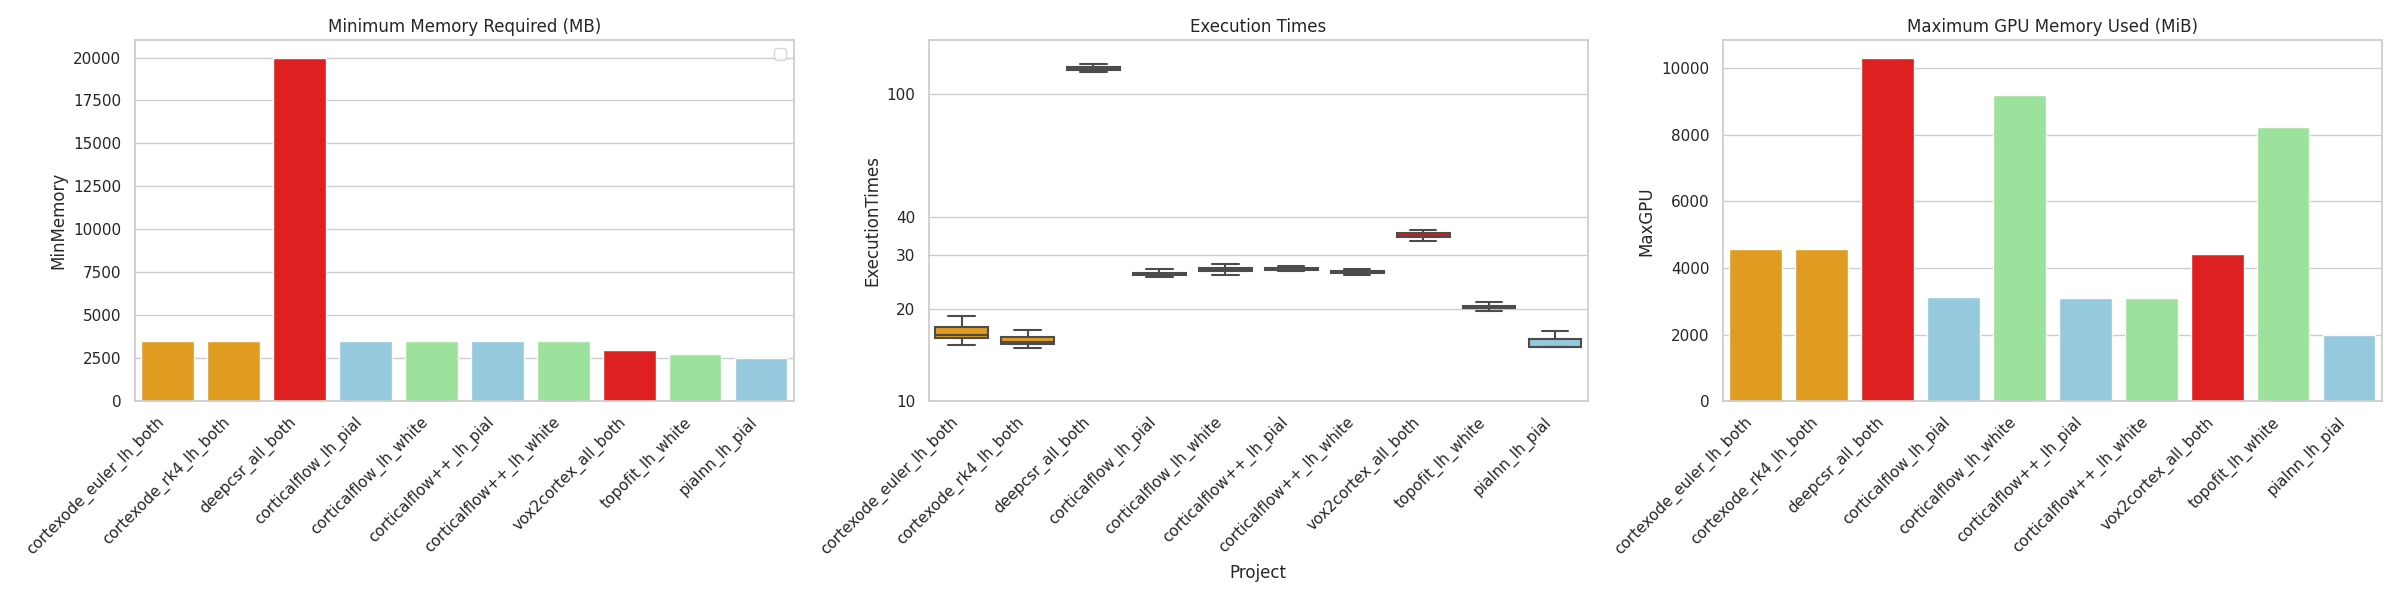 Minimum Memory Required (MB)
MinMemory
20000
17500
15000
12500
10000
7500
5000
2500
0
cortexode_euler_lh_both
cortexode_rk4_lh_both
deepcsr_all_both
corticalflow_lh_pial
corticalflow_lh_white
corticalflow++_lh_pial
corticalflow++_lh_white
vox2cortex_all_both
topofit_lh_white
pialnn_lh_pial
Execution Times
ExecutionTimes
100
40
30
20
10
cortexode_euler_lh_both
cortexode_rk4_lh_both
deepcsr_all_both
corticalflow_lh_pial
corticalflow_lh_white
corticalflow++_lh_pial
corticalflow++_lh_white
vox2cortex_all_both
topofit_lh_white
pialnn_lh_pial
Project
Maximum GPU Memory Used (MiB)
MaxGPU
10000
8000
6000
4000
2000
0
cortexode_euler_lh_both
cortexode_rk4_lh_both
deepcsr_all_both
corticalflow_lh_pial
corticalflow_lh_white
corticalflow++_lh_pial
corticalflow++_lh_white
vox2cortex_all_both
topofit_lh_white
pialnn_lh_pial